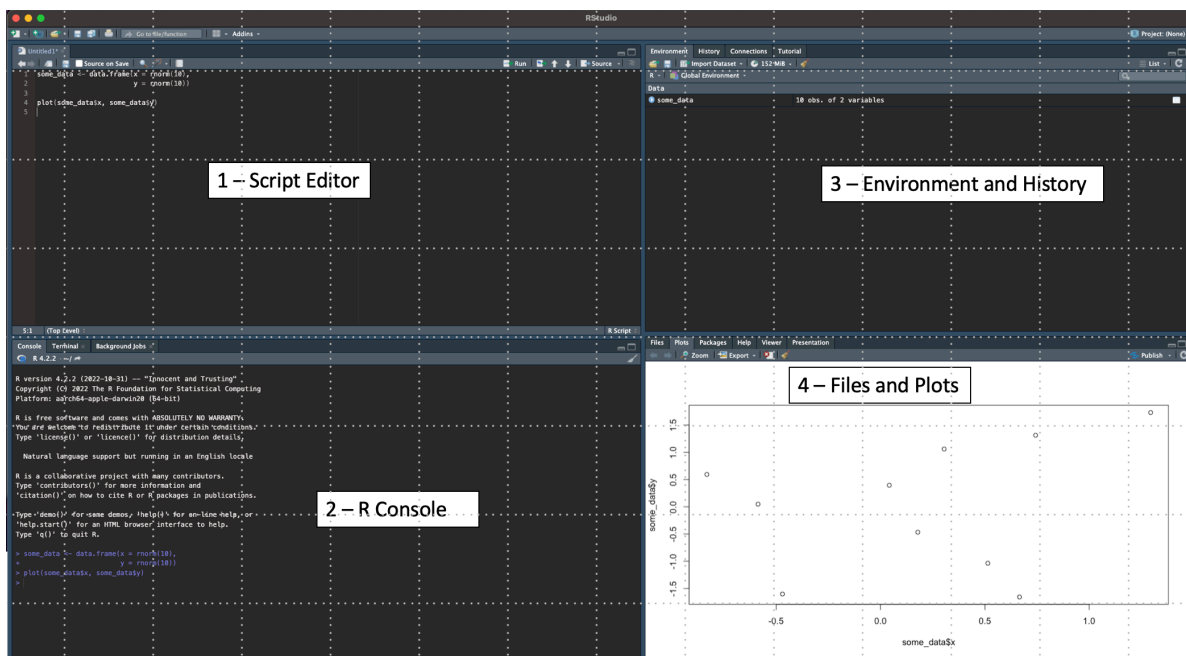 RStudio
Go to file/function
Addins
Project: (None)
Untitled1*
Source on Save
Run
Source
1 some_data <- data.frame(x = rnorm(10),
2 y = rnorm(10))
3
4 plot(some_data$x, some_data$y)
5
1 – Script Editor
5:1 (Top Level)
R Script
Console Terminal Background Jobs
R 4.2.2 · ~/
R version 4.2.2 (2022-10-31) -- "Innocent and Trusting"
Copyright (C) 2022 The R Foundation for Statistical Computing
Platform: aarch64-apple-darwin20 (64-bit)
R is free software and comes with ABSOLUTELY NO WARRANTY.
You are welcome to redistribute it under certain conditions.
Type 'license()' or 'licence()' for distribution details.
Natural language support but running in an English locale
R is a collaborative project with many contributors.
Type 'contributors()' for more information and
'citation()' on how to cite R or R packages in publications.
Type 'demo()' for some demos, 'help()' for on-line help, or
'help.start()' for an HTML browser interface to help.
Type 'q()' to quit R.
> some_data <- data.frame(x = rnorm(10),
+ y = rnorm(10))
> plot(some_data$x, some_data$y)
>
2 – R Console
Environment History Connections Tutorial
Import Dataset
152 MiB
List
R
Global Environment
Data
some_data 10 obs. of 2 variables
3 – Environment and History
Files Plots Packages Help Viewer Presentation
Zoom Export
Publish
4 – Files and Plots
1.5
1.0
0.5
0.0
-0.5
-1.0
-1.5
some_data$y
-0.5 0.0 0.5 1.0
some_data$x